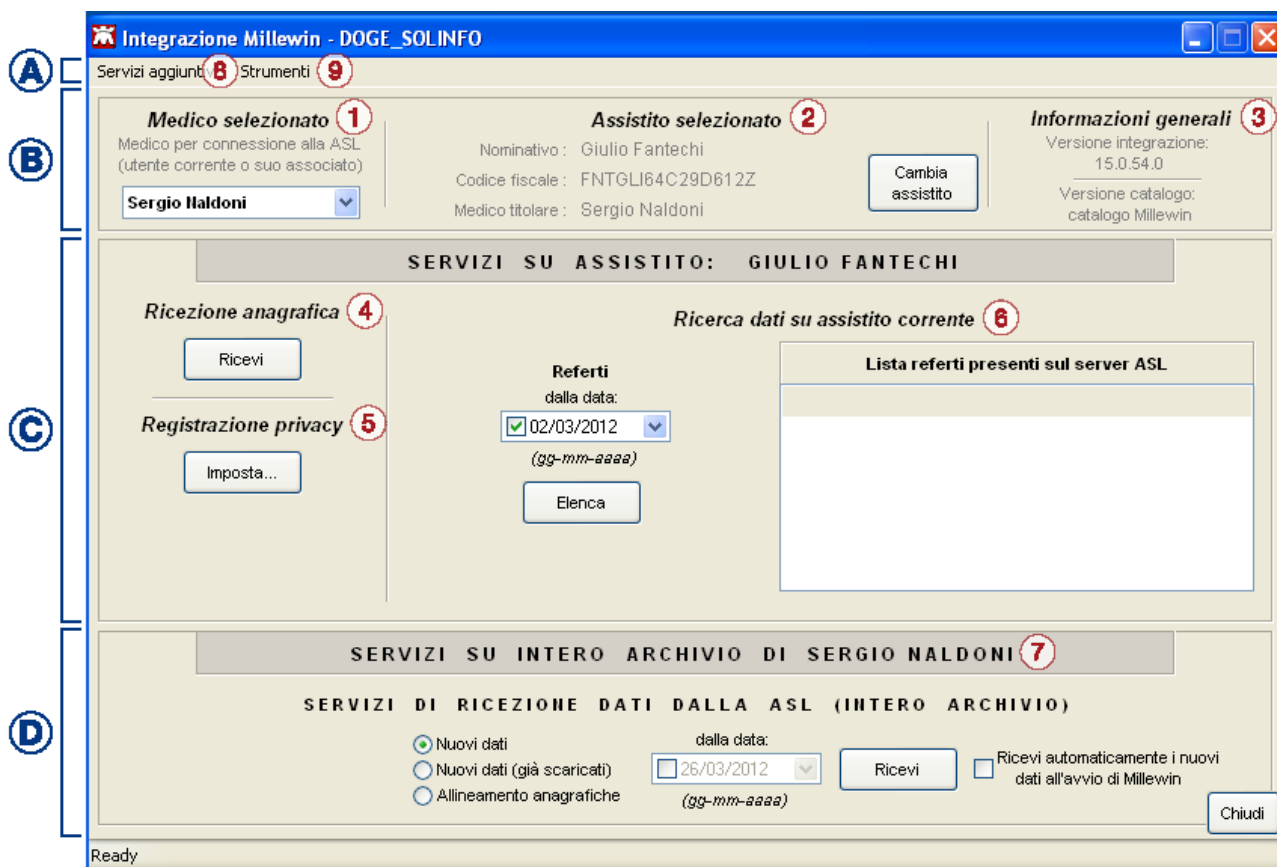 Integrazione Millewin - DOGE_SOLINFO
A
Servizi aggiuntiv 8 Strumenti 9
B
Medico selezionato 1
Medico per connessione alla ASL
(utente corrente o suo associato)
Sergio Naldoni
Assistito selezionato 2
Nominativo : Giulio Fantechi
Codice fiscale : FNTGLI64C29D612Z
Medico titolare : Sergio Naldoni
Cambia
assistito
Informazioni generali 3
Versione integrazione:
15.0.54.0
Versione catalogo:
catalogo Millewin
C
SERVIZI SU ASSISTITO: GIULIO FANTECHI
Ricezione anagrafica 4
Ricevi
Registrazione privacy 5
Imposta...
Ricerca dati su assistito corrente 6
Referti
dalla data:
02/03/2012
(gg-mm-aaaa)
Elenca
Lista referti presenti sul server ASL
D
SERVIZI SU INTERO ARCHIVIO DI SERGIO NALDONI 7
SERVIZI DI RICEZIONE DATI DALLA ASL (INTERO ARCHIVIO)
Nuovi dati
Nuovi dati (già scaricati)
Allineamento anagrafiche
dalla data:
26/03/2012
(gg-mm-aaaa)
Ricevi
Ricevi automaticamente i nuovi
dati all'avvio di Millewin
Chiudi
Ready